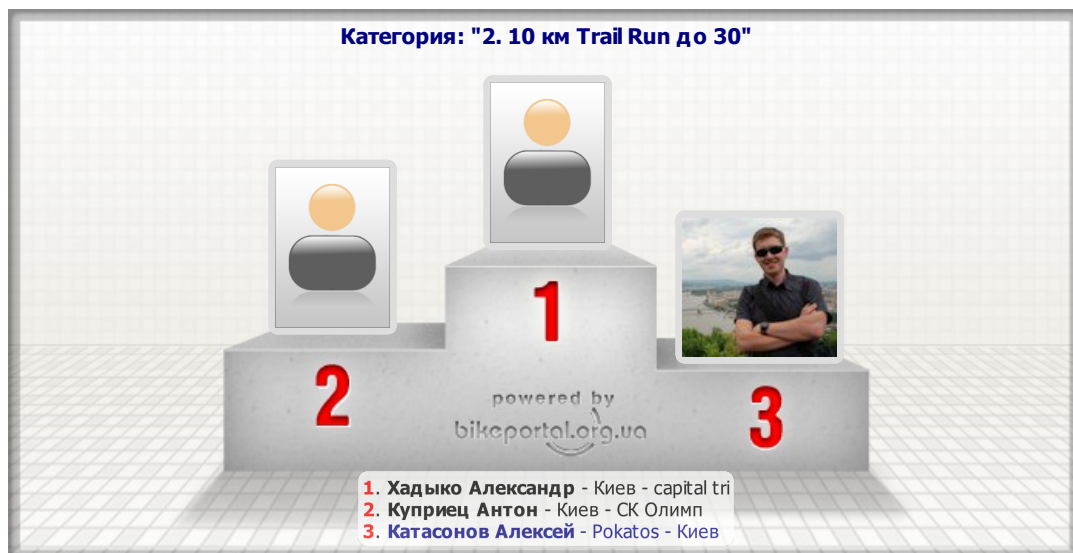 Категория: "2. 10 км Trail Run до 30"
1
2
3
powered by
bikeportal.org.ua
1. Хадыко Александр - Киев - capital tri
2. Куприец Антон - Киев - СК Олимп
3. Катасонов Алексей - Pokatos - Киев